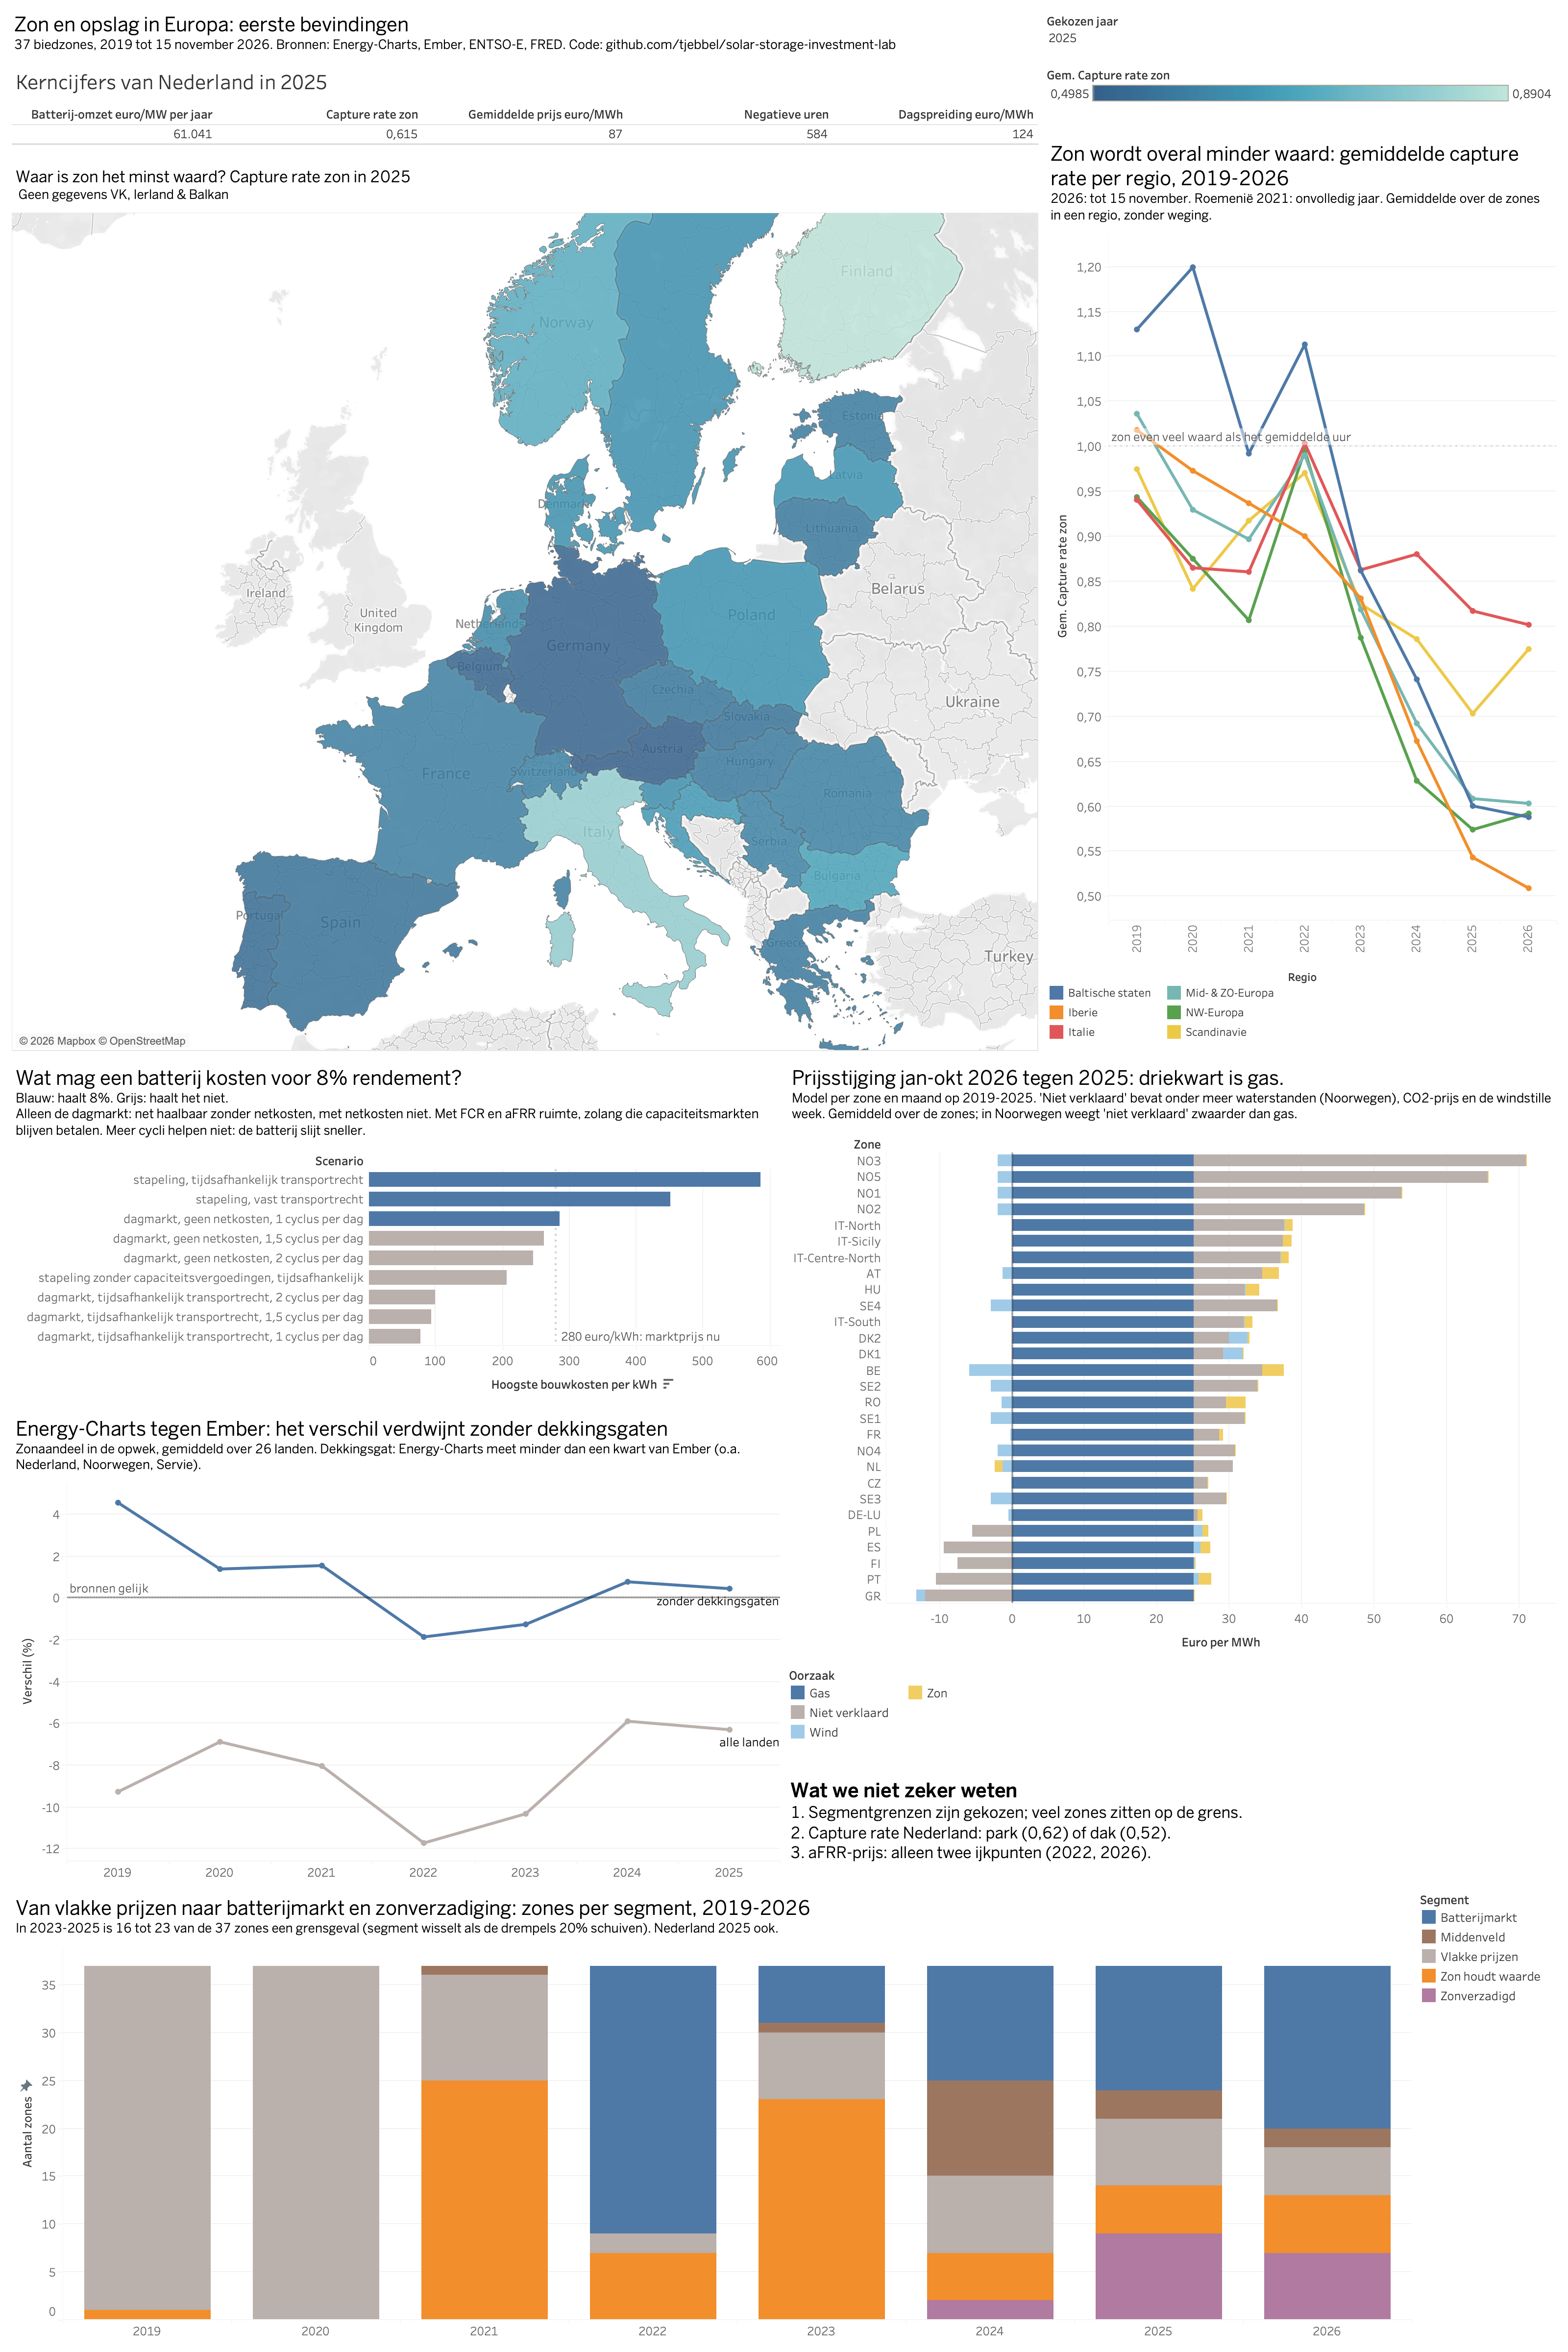 Zon en opslag in Europa: eerste bevindingen
37 biedzones, 2019 tot 15 november 2026. Bronnen: Energy-Charts, Ember, ENTSO-E, FRED. Code: github.com/tjebbel/solar-storage-investment-lab
Gekozen jaar
2025
Kerncijfers van Nederland in 2025
Gem. Capture rate zon
0,4985 0,8904
Batterij-omzet euro/MW per jaar Capture rate zon Gemiddelde prijs euro/MWh Negatieve uren Dagspreiding euro/MWh
61.041 0,615 87 584 124
Waar is zon het minst waard? Capture rate zon in 2025
Geen gegevens VK, Ierland & Balkan
Finland
Norway
Estonia
Latvia
Denmark
Lithuania
Belarus
Ireland
United
Kingdom
Netherlands
Poland
Germany
Belgium
Czechia
Ukraine
Slovakia
Austria
France
Switzerland
Hungary
Romania
Italy
Serbia
Bulgaria
Portugal
Spain
Greece
Turkey
© 2026 Mapbox © OpenStreetMap
Zon wordt overal minder waard: gemiddelde capture
rate per regio, 2019-2026
2026: tot 15 november. Roemenië 2021: onvolledig jaar. Gemiddelde over de zones
in een regio, zonder weging.
1,20
1,15
1,10
1,05
zon even veel waard als het gemiddelde uur
1,00
0,95
0,90
0,85
0,80
0,75
0,70
0,65
0,60
0,55
0,50
Gem. Capture rate zon
2019 2020 2021 2022 2023 2024 2025 2026
Regio
Baltische staten Mid- & ZO-Europa
Iberie NW-Europa
Italie Scandinavie
Wat mag een batterij kosten voor 8% rendement?
Blauw: haalt 8%. Grijs: haalt het niet.
Alleen de dagmarkt: net haalbaar zonder netkosten, met netkosten niet. Met FCR en aFRR ruimte, zolang die capaciteitsmarkten
blijven betalen. Meer cycli helpen niet: de batterij slijt sneller.
Scenario
stapeling, tijdsafhankelijk transportrecht
stapeling, vast transportrecht
dagmarkt, geen netkosten, 1 cyclus per dag
dagmarkt, geen netkosten, 1,5 cyclus per dag
dagmarkt, geen netkosten, 2 cyclus per dag
stapeling zonder capaciteitsvergoedingen, tijdsafhankelijk
dagmarkt, tijdsafhankelijk transportrecht, 2 cyclus per dag
dagmarkt, tijdsafhankelijk transportrecht, 1,5 cyclus per dag
dagmarkt, tijdsafhankelijk transportrecht, 1 cyclus per dag
280 euro/kWh: marktprijs nu
0 100 200 300 400 500 600
Hoogste bouwkosten per kWh
Prijsstijging jan-okt 2026 tegen 2025: driekwart is gas.
Model per zone en maand op 2019-2025. 'Niet verklaard' bevat onder meer waterstanden (Noorwegen), CO2-prijs en de windstille
week. Gemiddeld over de zones; in Noorwegen weegt 'niet verklaard' zwaarder dan gas.
Zone
NO3
NO5
NO1
NO2
IT-North
IT-Sicily
IT-Centre-North
AT
HU
SE4
IT-South
DK2
DK1
BE
SE2
RO
SE1
FR
NO4
NL
CZ
SE3
DE-LU
PL
ES
FI
PT
GR
-10 0 10 20 30 40 50 60 70
Euro per MWh
Oorzaak
Gas Zon
Niet verklaard
Wind
Energy-Charts tegen Ember: het verschil verdwijnt zonder dekkingsgaten
Zonaandeel in de opwek, gemiddeld over 26 landen. Dekkingsgat: Energy-Charts meet minder dan een kwart van Ember (o.a.
Nederland, Noorwegen, Servie).
4
2
bronnen gelijk
0
zonder dekkingsgaten
-2
-4
-6
alle landen
-8
-10
-12
Verschil (%)
2019 2020 2021 2022 2023 2024 2025
Wat we niet zeker weten
1. Segmentgrenzen zijn gekozen; veel zones zitten op de grens.
2. Capture rate Nederland: park (0,62) of dak (0,52).
3. aFRR-prijs: alleen twee ijkpunten (2022, 2026).
Van vlakke prijzen naar batterijmarkt en zonverzadiging: zones per segment, 2019-2026
In 2023-2025 is 16 tot 23 van de 37 zones een grensgeval (segment wisselt als de drempels 20% schuiven). Nederland 2025 ook.
Segment
Batterijmarkt
Middenveld
Vlakke prijzen
Zon houdt waarde
Zonverzadigd
35
30
25
20
15
10
5
0
Aantal zones
2019 2020 2021 2022 2023 2024 2025 2026